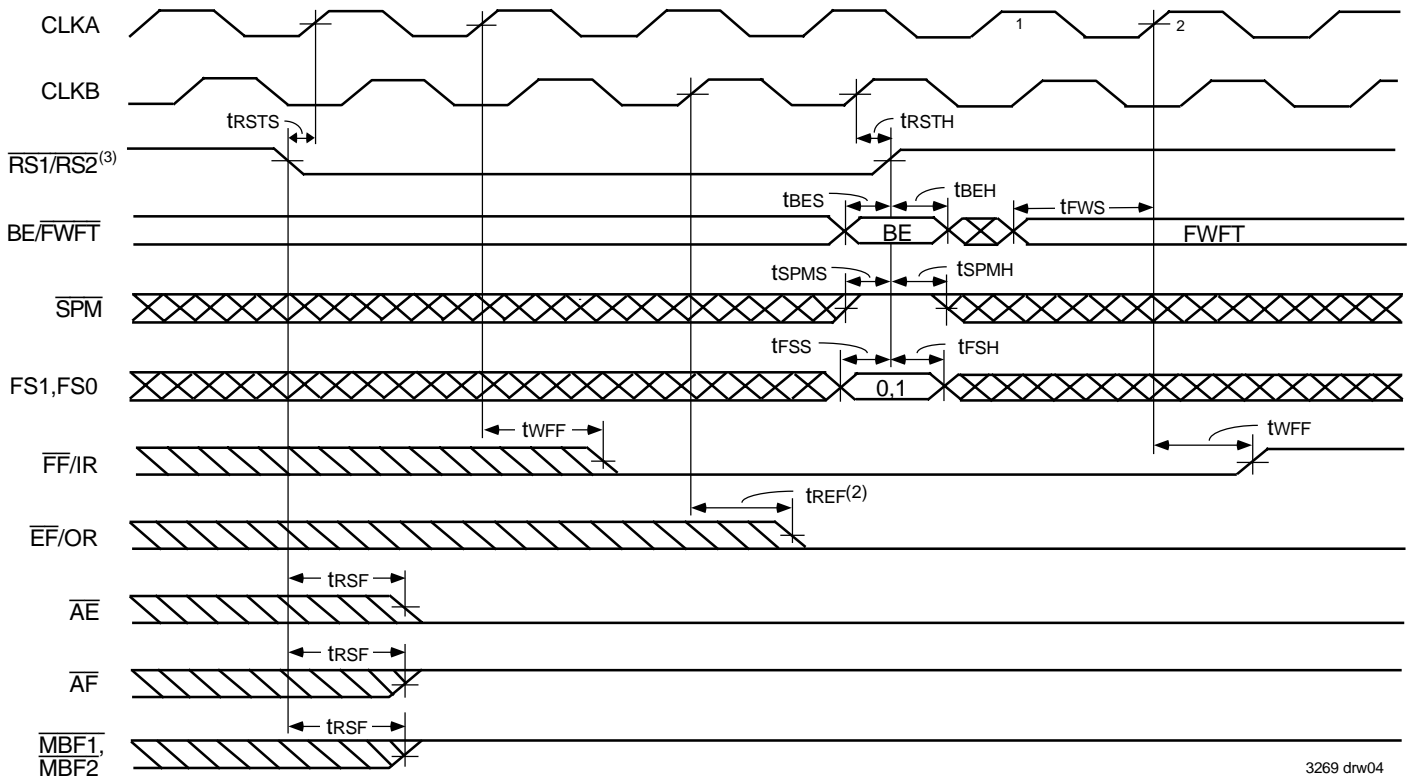 CLKA
1
2
CLKB
tRSTS
tRSTH
RS1/RS2(3)
tBES
tBEH
tFWS
BE/FWFT
BE
FWFT
tSPMS
tSPMH
SPM
tFSS
tFSH
FS1,FS0
0,1
tWFF
tWFF
FF/IR
tREF(2)
EF/OR
tRSF
AE
tRSF
AF
tRSF
MBF1,
MBF2
3269 drw04